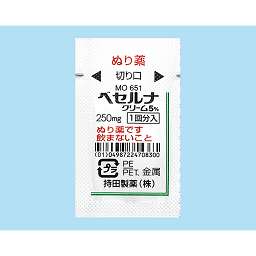 ぬり薬
切り口
MO 651
ベセルナ
クリーム5%
250mg 1回分入
ぬり薬です
飲まないこと
(01)04987224708300
プラ
PE
PET, 金属
持田製薬(株)